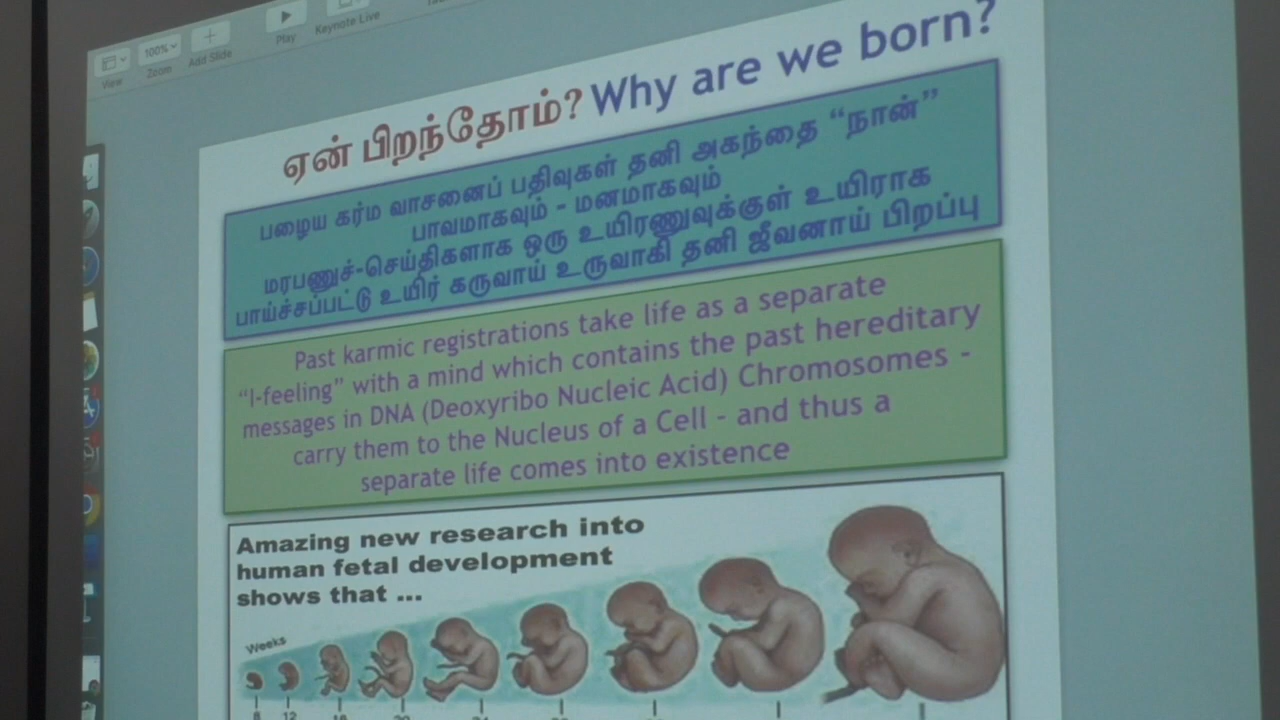 View
100%
Zoom
Add Slide
Play
Keynote Live
ஏன் பிறந்தோம்? Why are we born?
பழைய கர்ம வாசனைப் பதிவுகள் தனி அகந்தை “நான்”
பாவமாகவும் - மனமாகவும்
மரபணுச்-செய்திகளாக ஒரு உயிரணுவுக்குள் உயிராக
பாய்ச்சப்பட்டு உயிர் கருவாய் உருவாகி தனி ஜீவனாய் பிறப்பு
Past karmic registrations take life as a separate
“I-feeling” with a mind which contains the past hereditary
messages in DNA (Deoxyribo Nucleic Acid) Chromosomes -
carry them to the Nucleus of a Cell - and thus a
separate life comes into existence
Amazing new research into
human fetal development
shows that ...
Weeks
8 12 16